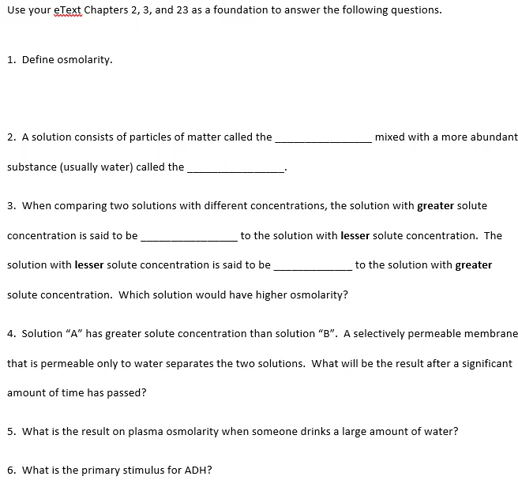 Use your eText Chapters 2, 3, and 23 as a foundation to answer the following questions.
1. Define osmolarity.
2. A solution consists of particles of matter called the ________________ mixed with a more abundant
substance (usually water) called the ________________.
3. When comparing two solutions with different concentrations, the solution with greater solute
concentration is said to be ________________ to the solution with lesser solute concentration. The
solution with lesser solute concentration is said to be _____________ to the solution with greater
solute concentration. Which solution would have higher osmolarity?
4. Solution “A” has greater solute concentration than solution “B”. A selectively permeable membrane
that is permeable only to water separates the two solutions. What will be the result after a significant
amount of time has passed?
5. What is the result on plasma osmolarity when someone drinks a large amount of water?
6. What is the primary stimulus for ADH?